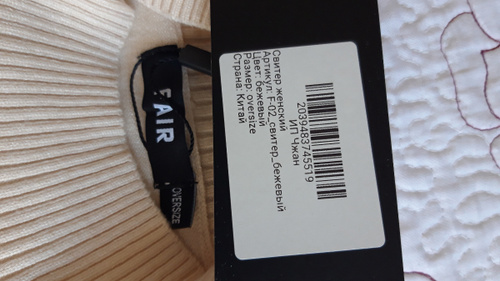 FAIR
OVERSIZE
2039483745519
ИП Чжан
Свитер женский
Артикул: F-02_свитер_бежевый
Цвет: бежевый
Размер: oversize
Страна: Китай